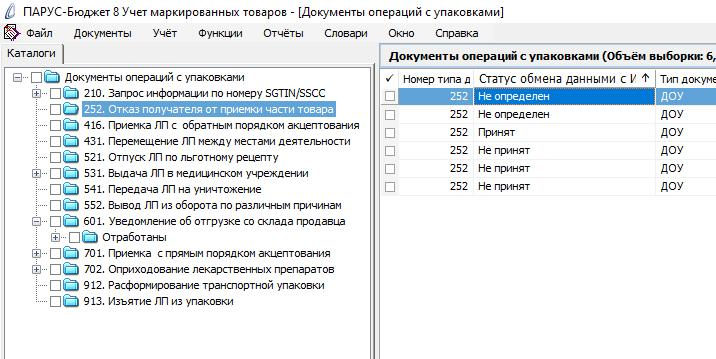 ПАРУС-Бюджет 8 Учет маркированных товаров - [Документы операций с упаковками]
Файл Документы Учёт Функции Отчёты Словари Окно Справка
Каталоги
Документы операций с упаковками
210. Запрос информации по номеру SGTIN/SSCC
252. Отказ получателя от приемки части товара
416. Приемка ЛП с обратным порядком акцептования
431. Перемещение ЛП между местами деятельности
521. Отпуск ЛП по льготному рецепту
531. Выдача ЛП в медицинском учреждении
541. Передача ЛП на уничтожение
552. Вывод ЛП из оборота по различным причинам
601. Уведомление об отгрузке со склада продавца
Отработаны
701. Приемка с прямым порядком акцептования
702. Оприходование лекарственных препаратов
912. Расформирование транспортной упаковки
913. Изъятие ЛП из упаковки
Документы операций с упаковками (Объём выборки: 6,
Номер типа д Статус обмена данными с И Тип докуме
252 Не определен ДОУ
252 Не определен ДОУ
252 Принят ДОУ
252 Не принят ДОУ
252 Не принят ДОУ
252 Не принят ДОУ